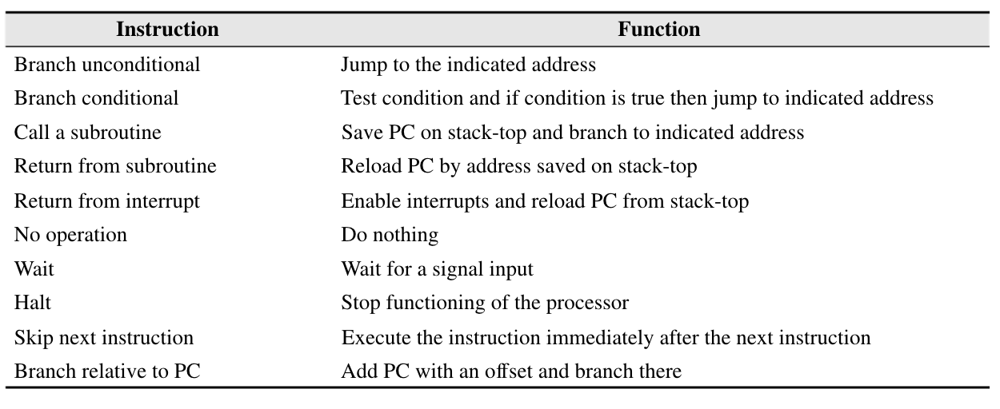 Instruction Function
Branch unconditional Jump to the indicated address
Branch conditional Test condition and if condition is true then jump to indicated address
Call a subroutine Save PC on stack-top and branch to indicated address
Return from subroutine Reload PC by address saved on stack-top
Return from interrupt Enable interrupts and reload PC from stack-top
No operation Do nothing
Wait Wait for a signal input
Halt Stop functioning of the processor
Skip next instruction Execute the instruction immediately after the next instruction
Branch relative to PC Add PC with an offset and branch there